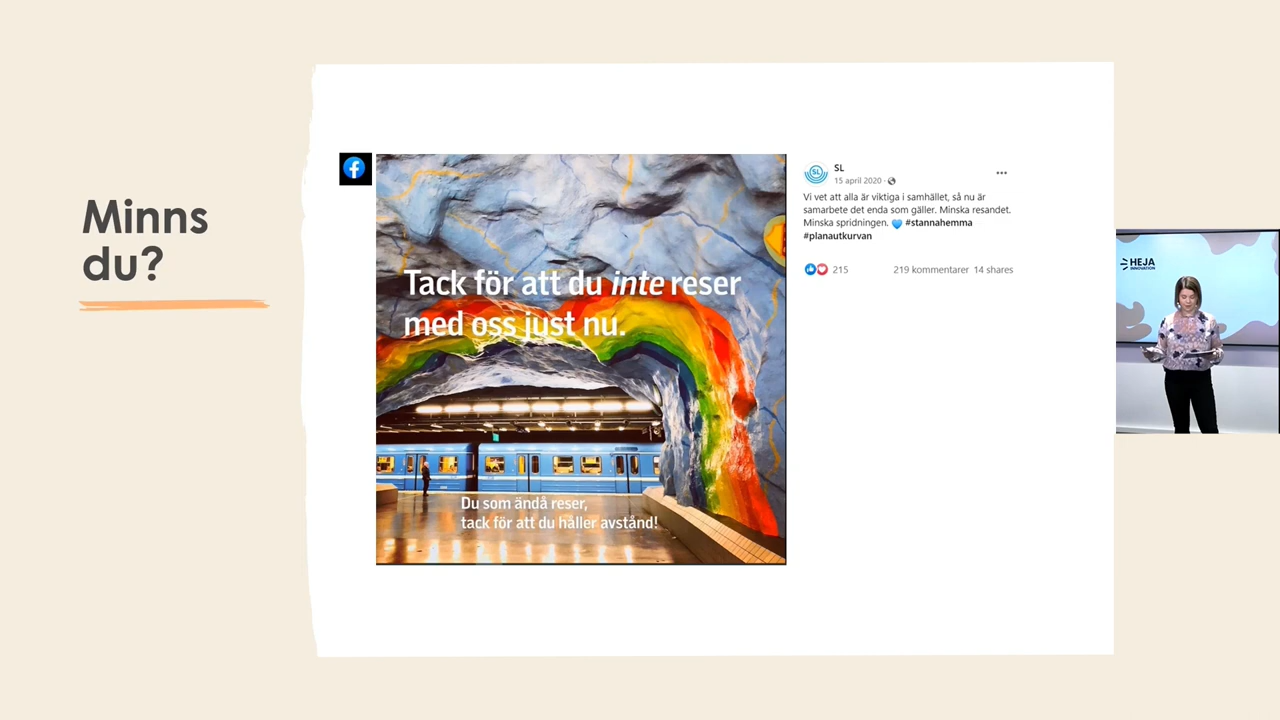 Minns
du?
Tack för att du inte reser
med oss just nu.
Du som ändå reser,
tack för att du håller avstånd!
SL
SL
15 april 2020 ·
Vi vet att alla är viktiga i samhället, så nu är
samarbete det enda som gäller. Minska resandet.
Minska spridningen. 💙 #stannahemma
#planautkurvan
215
219 kommentarer 14 shares
HEJA
INNOVATION